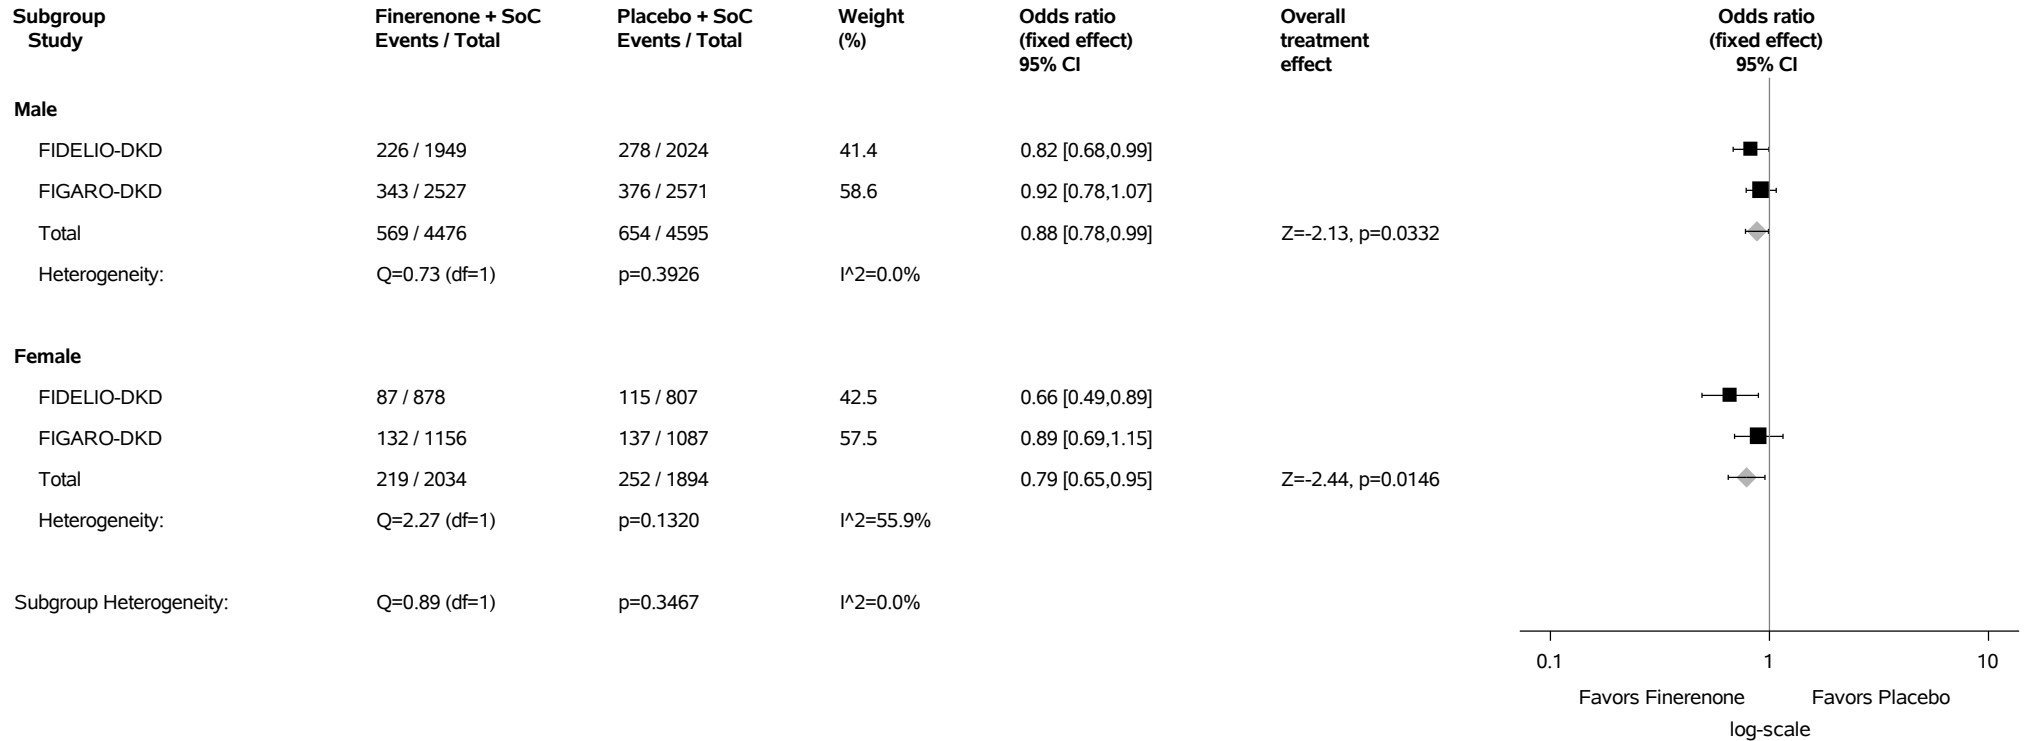 Subgroup Finerenone + SoC Placebo + SoC Weight Odds ratio Overall Odds ratio
Study Events / Total Events / Total (%) (fixed effect) treatment (fixed effect)
95% CI effect 95% CI
Male
FIDELIO-DKD 226 / 1949 278 / 2024 41.4 0.82 [0.68,0.99]
FIGARO-DKD 343 / 2527 376 / 2571 58.6 0.92 [0.78,1.07]
Total 569 / 4476 654 / 4595 0.88 [0.78,0.99] Z=-2.13, p=0.0332
Heterogeneity: Q=0.73 (df=1) p=0.3926 I^2=0.0%
Female
FIDELIO-DKD 87 / 878 115 / 807 42.5 0.66 [0.49,0.89]
FIGARO-DKD 132 / 1156 137 / 1087 57.5 0.89 [0.69,1.15]
Total 219 / 2034 252 / 1894 0.79 [0.65,0.95] Z=-2.44, p=0.0146
Heterogeneity: Q=2.27 (df=1) p=0.1320 I^2=55.9%
Subgroup Heterogeneity: Q=0.89 (df=1) p=0.3467 I^2=0.0%
0.1 1 10
Favors Finerenone Favors Placebo
log-scale